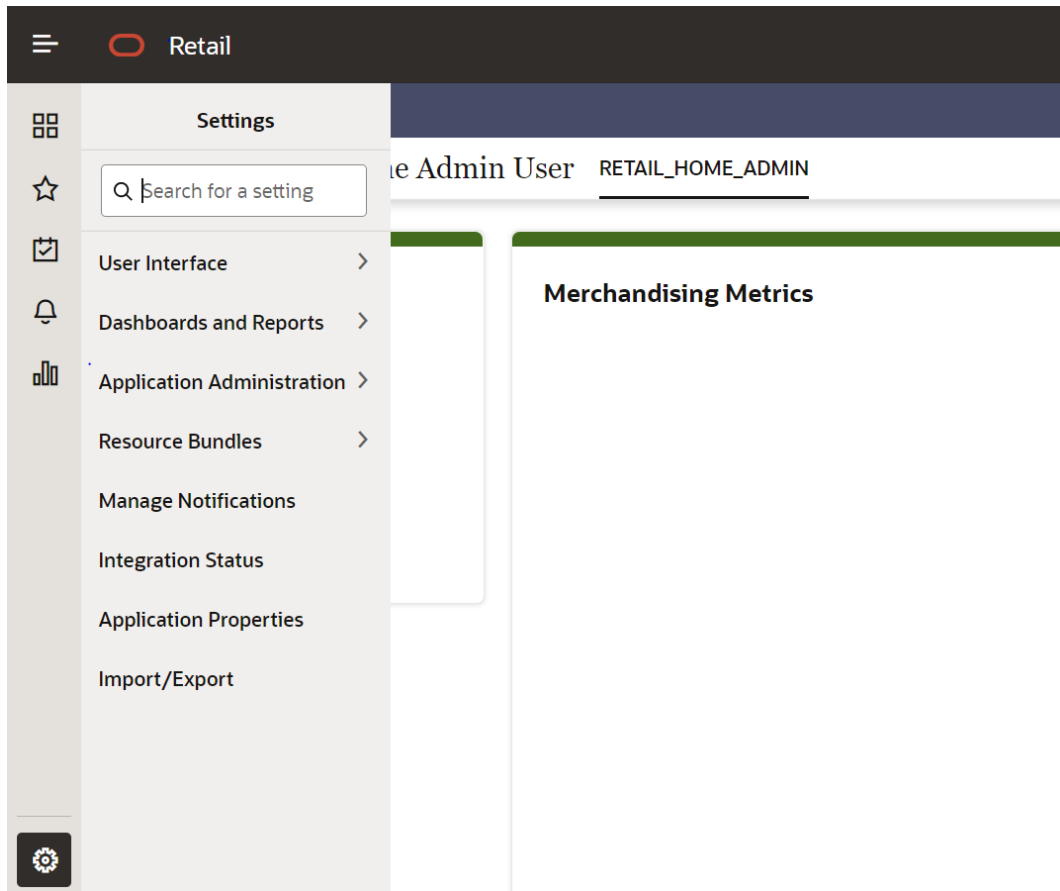 Retail
Settings
Search for a setting
User Interface
Dashboards and Reports
Application Administration
Resource Bundles
Manage Notifications
Integration Status
Application Properties
Import/Export
e Admin User RETAIL_HOME_ADMIN
Merchandising Metrics